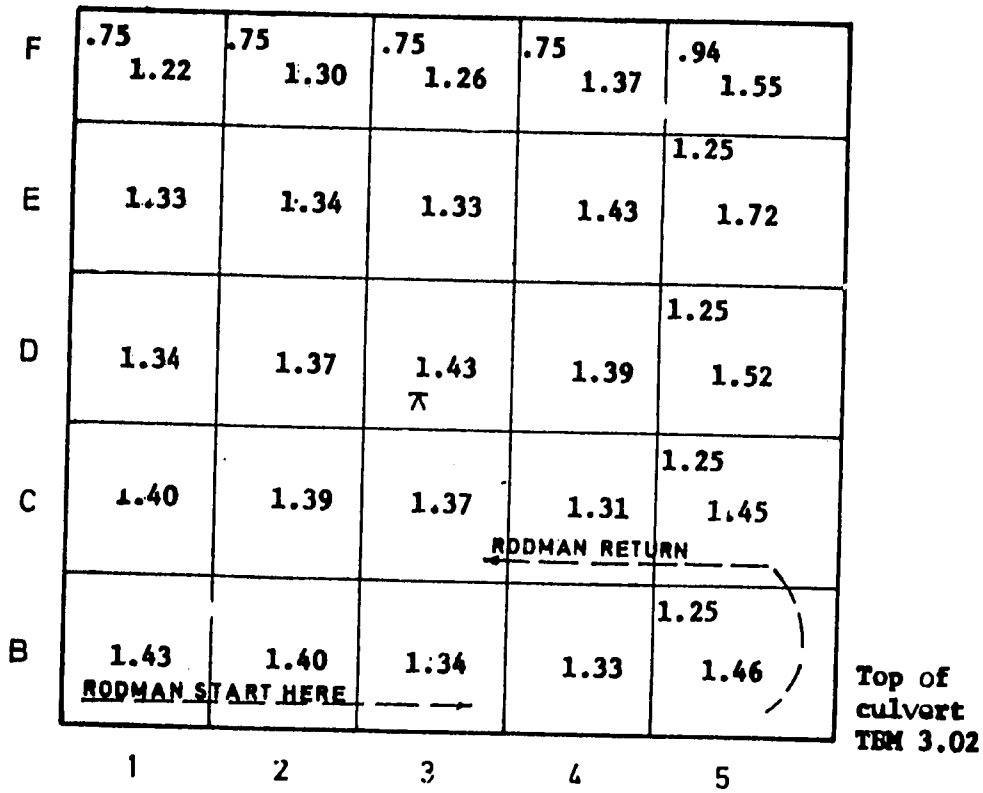 F
.75 .75 .75 .75 .94
1.22 1.30 1.26 1.37 1.55
1.25
E 1.33 1.34 1.33 1.43 1.72
1.25
D 1.34 1.37 1.43 1.39 1.52
1.25
C 1.40 1.39 1.37 1.31 1.45
RODMAN RETURN
1.25
B 1.43 1.40 1.34 1.33 1.46
RODMAN START HERE
Top of
culvert
TBM 3.02
1 2 3 4 5